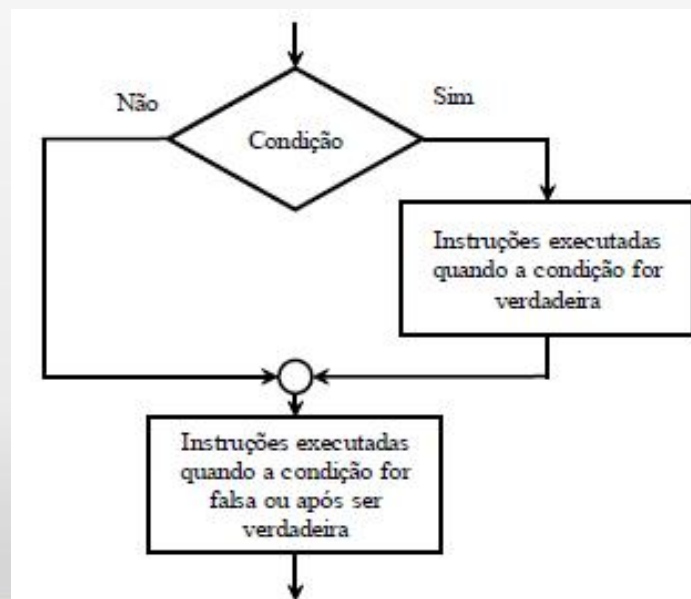 Não
Sim
Condição
Instruções executadas
quando a condição for
verdadeira
Instruções executadas
quando a condição for
falsa ou após ser
verdadeira